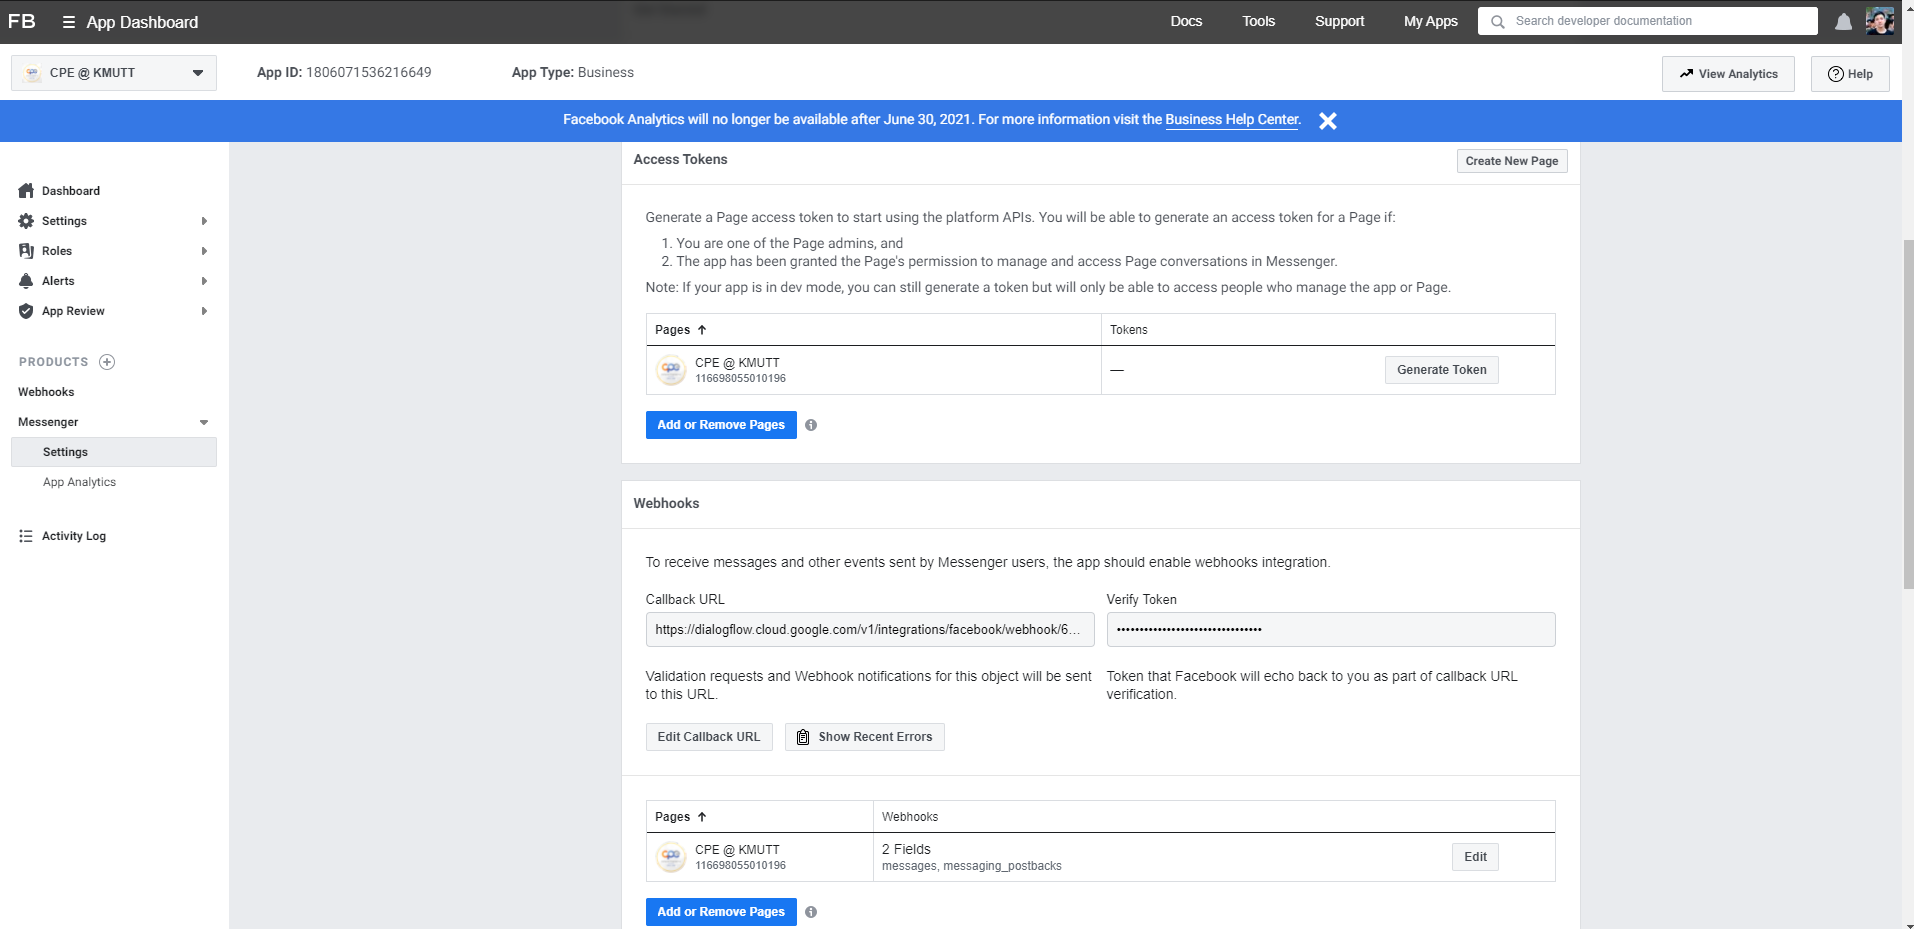 FB
App Dashboard
Docs
Tools
Support
My Apps
Search developer documentation
CPE @ KMUTT
App ID: 1806071536216649
App Type: Business
View Analytics
Help
Facebook Analytics will no longer be available after June 30, 2021. For more information visit the Business Help Center.
Dashboard
Settings
Roles
Alerts
App Review
PRODUCTS
Webhooks
Messenger
Settings
App Analytics
Activity Log
Access Tokens
Create New Page
Generate a Page access token to start using the platform APIs. You will be able to generate an access token for a Page if:
1. You are one of the Page admins, and
2. The app has been granted the Page's permission to manage and access Page conversations in Messenger.
Note: If your app is in dev mode, you can still generate a token but will only be able to access people who manage the app or Page.
Pages
Tokens
CPE @ KMUTT
116698055010196
—
Generate Token
Add or Remove Pages
Webhooks
To receive messages and other events sent by Messenger users, the app should enable webhooks integration.
Callback URL
Verify Token
https://dialogflow.cloud.google.com/v1/integrations/facebook/webhook/6...
••••••••••••••••••••••••••••••••
Validation requests and Webhook notifications for this object will be sent
to this URL.
Token that Facebook will echo back to you as part of callback URL
verification.
Edit Callback URL
Show Recent Errors
Pages
Webhooks
CPE @ KMUTT
116698055010196
2 Fields
messages, messaging_postbacks
Edit
Add or Remove Pages